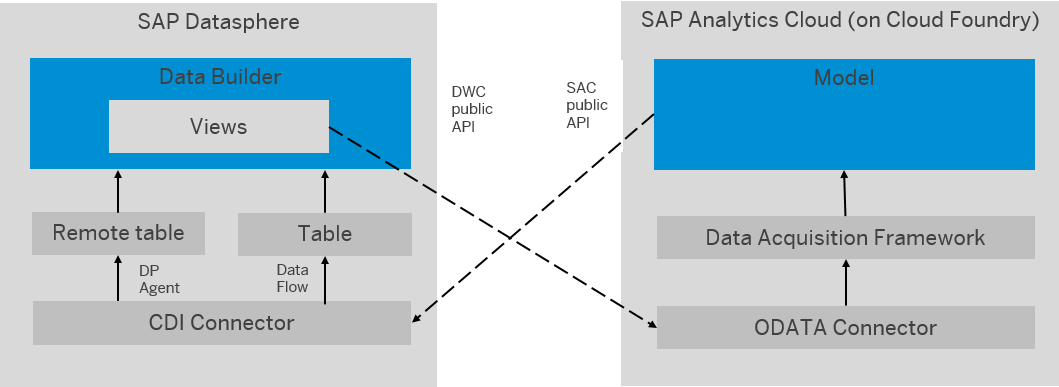 SAP Datasphere
Data Builder
Views
Remote table
Table
DP
Agent
Data
Flow
CDI Connector
DWC
public
API
SAC
public
API
SAP Analytics Cloud (on Cloud Foundry)
Model
Data Acquisition Framework
ODATA Connector